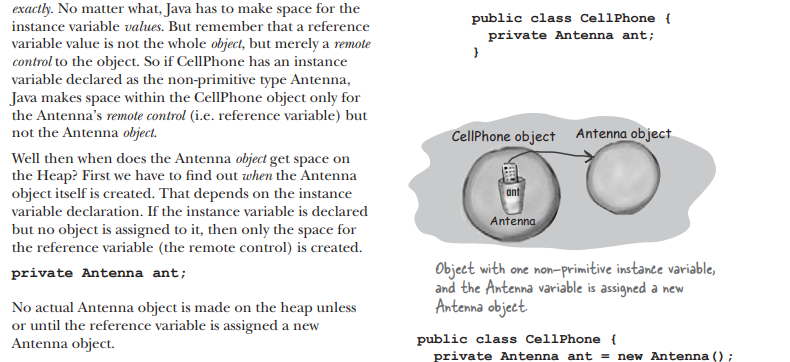 exactly. No matter what, Java has to make space for the
instance variable values. But remember that a reference
variable value is not the whole object, but merely a remote
control to the object. So if CellPhone has an instance
variable declared as the non-primitive type Antenna,
Java makes space within the CellPhone object only for
the Antenna's remote control (i.e. reference variable) but
not the Antenna object.
Well then when does the Antenna object get space on
the Heap? First we have to find out when the Antenna
object itself is created. That depends on the instance
variable declaration. If the instance variable is declared
but no object is assigned to it, then only the space for
the reference variable (the remote control) is created.
private Antenna ant;
No actual Antenna object is made on the heap unless
or until the reference variable is assigned a new
Antenna object.
public class CellPhone {
private Antenna ant;
}
CellPhone object
Antenna object
ant
Antenna
Object with one non-primitive instance variable,
and the Antenna variable is assigned a new
Antenna object.
public class CellPhone {
private Antenna ant = new Antenna();